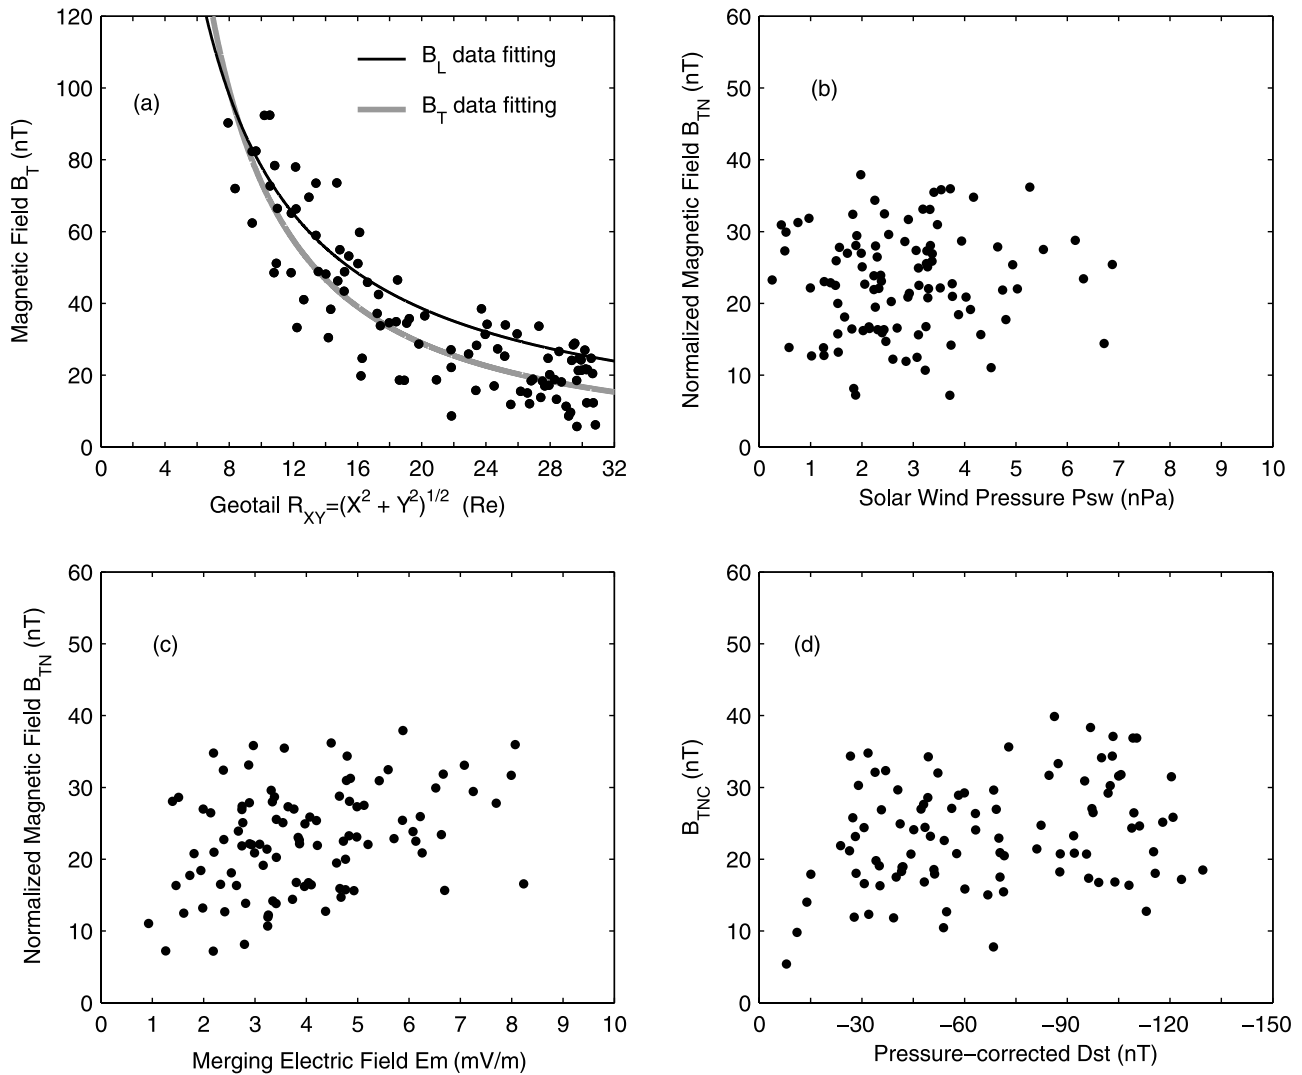 120
100
80
60
40
20
0
Magnetic Field B_T (nT)
(a)
B_L data fitting
B_T data fitting
0 4 8 12 16 20 24 28 32
Geotail R_XY=(X^2 + Y^2)^1/2 (Re)
60
50
40
30
20
10
0
Normalized Magnetic Field B_TN (nT)
(b)
0 1 2 3 4 5 6 7 8 9 10
Solar Wind Pressure Psw (nPa)
60
50
40
30
20
10
0
Normalized Magnetic Field B_TN (nT)
(c)
0 1 2 3 4 5 6 7 8 9 10
Merging Electric Field Em (mV/m)
60
50
40
30
20
10
0
B_TNC (nT)
(d)
0 −30 −60 −90 −120 −150
Pressure−corrected Dst (nT)